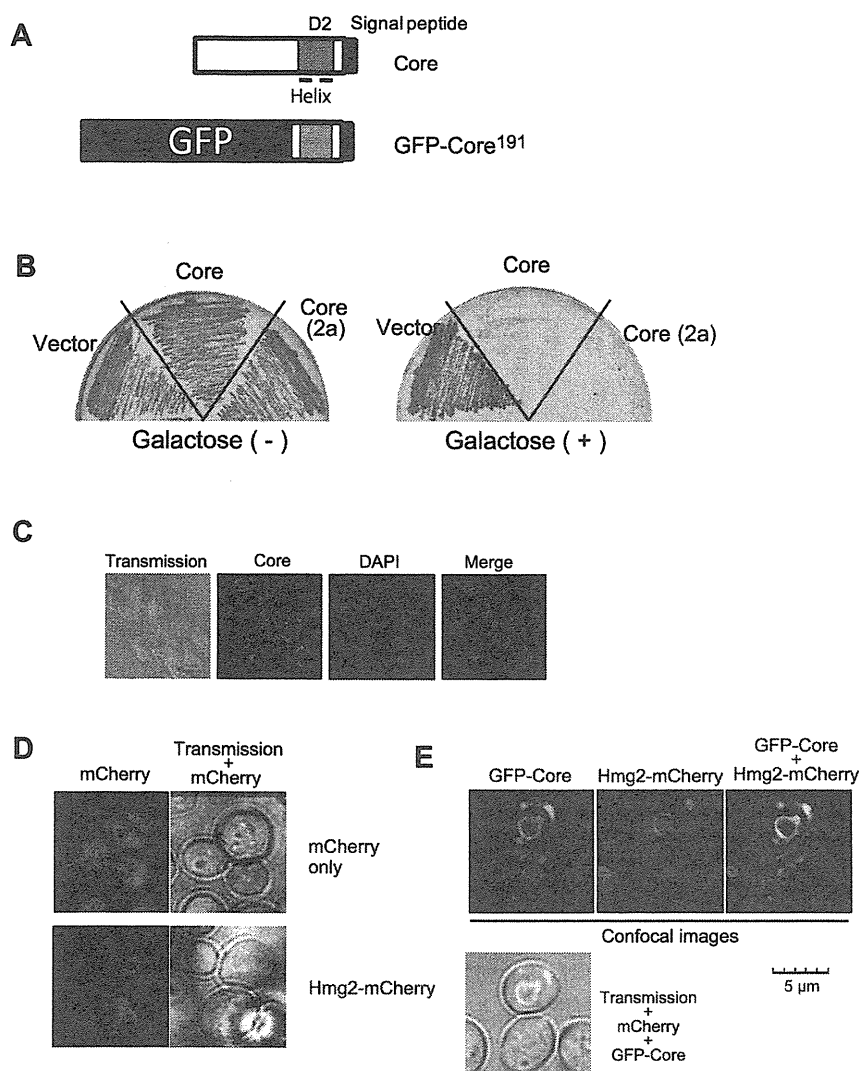 A
D2 Signal peptide
Core
Helix
GFP
GFP-Core191
B
Core
Vector
Core
(2a)
Galactose ( - )
Core
Vector
Core (2a)
Galactose ( + )
C
Transmission
Core
DAPI
Merge
D
mCherry
Transmission
+
mCherry
mCherry
only
Hmg2-mCherry
E
GFP-Core
Hmg2-mCherry
GFP-Core
+
Hmg2-mCherry
Confocal images
5 μm
Transmission
+
mCherry
+
GFP-Core